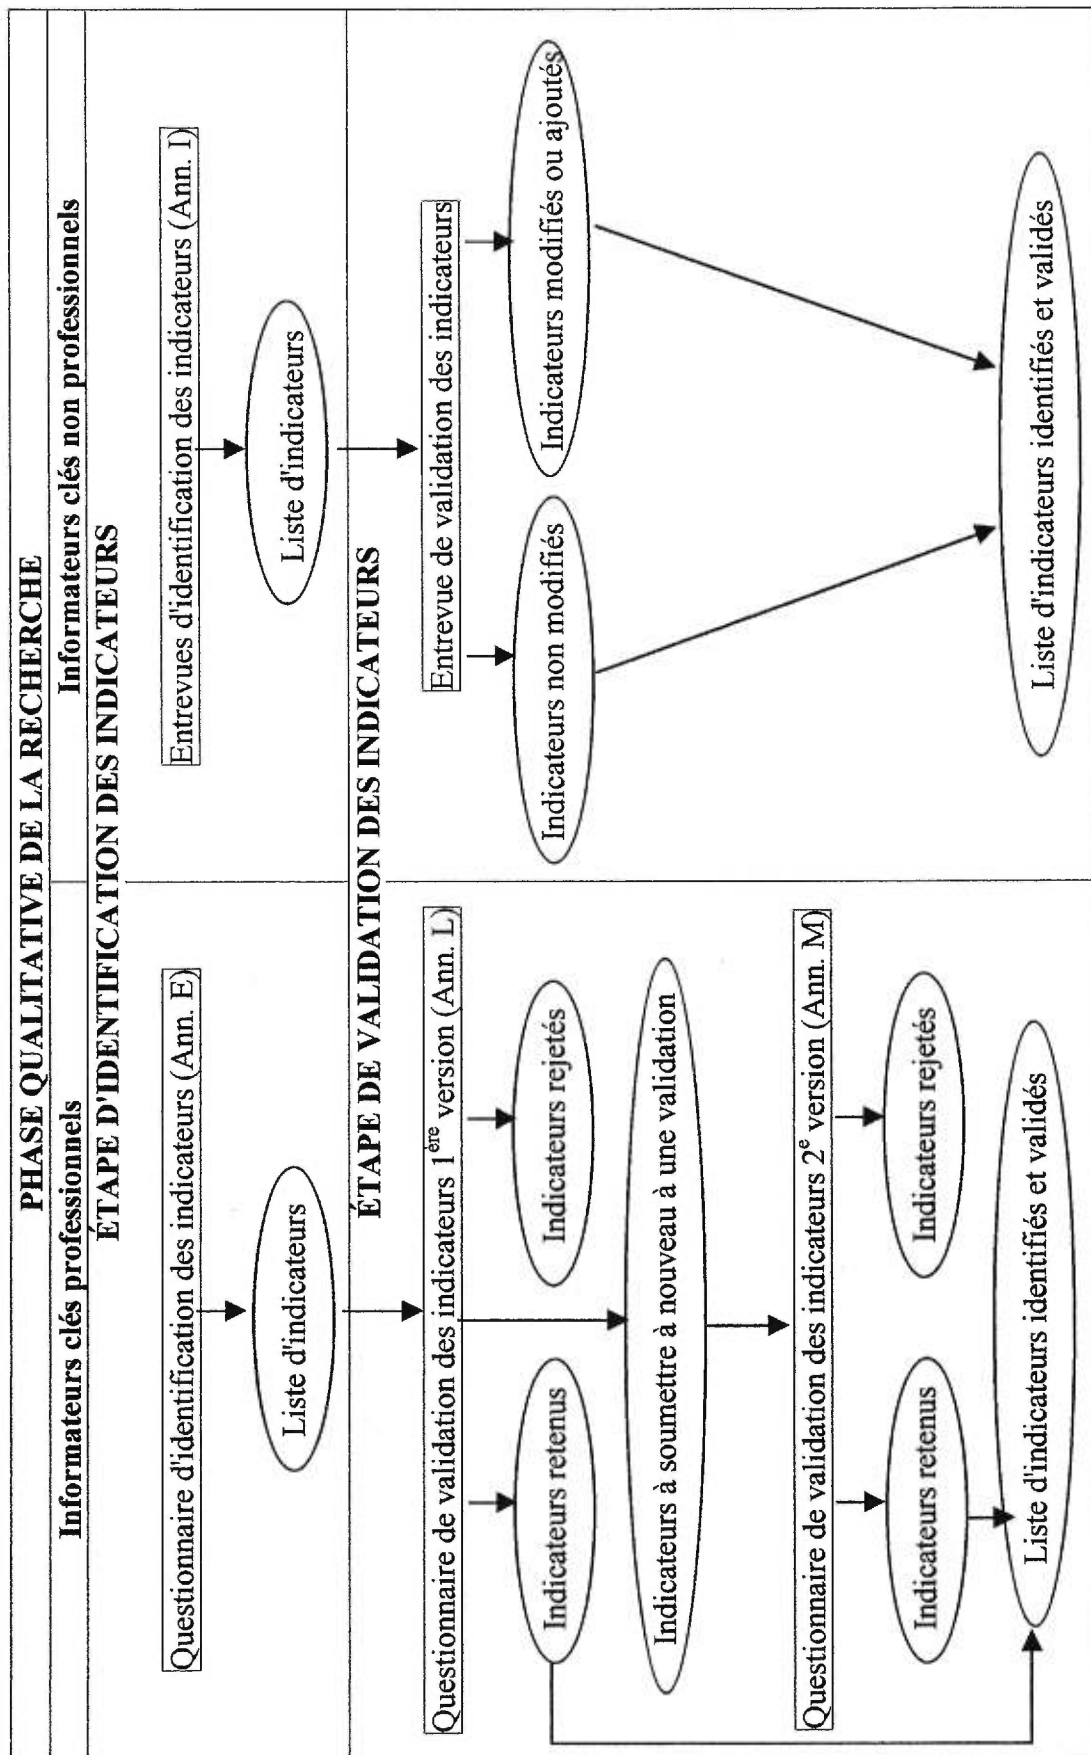 PHASE QUALITATIVE DE LA RECHERCHE
Informateurs clés professionnels
Informateurs clés non professionnels
ÉTAPE D'IDENTIFICATION DES INDICATEURS
Questionnaire d'identification des indicateurs (Ann. E)
Entrevues d'identification des indicateurs (Ann. I)
Liste d'indicateurs
Liste d'indicateurs
ÉTAPE DE VALIDATION DES INDICATEURS
Questionnaire de validation des indicateurs 1ère version (Ann. L)
Entrevue de validation des indicateurs
Indicateurs retenus
Indicateurs rejetés
Indicateurs non modifiés
Indicateurs modifiés ou ajoutés
Indicateurs à soumettre à nouveau à une validation
Questionnaire de validation des indicateurs 2e version (Ann. M)
Indicateurs retenus
Indicateurs rejetés
Liste d'indicateurs identifiés et validés
Liste d'indicateurs identifiés et validés